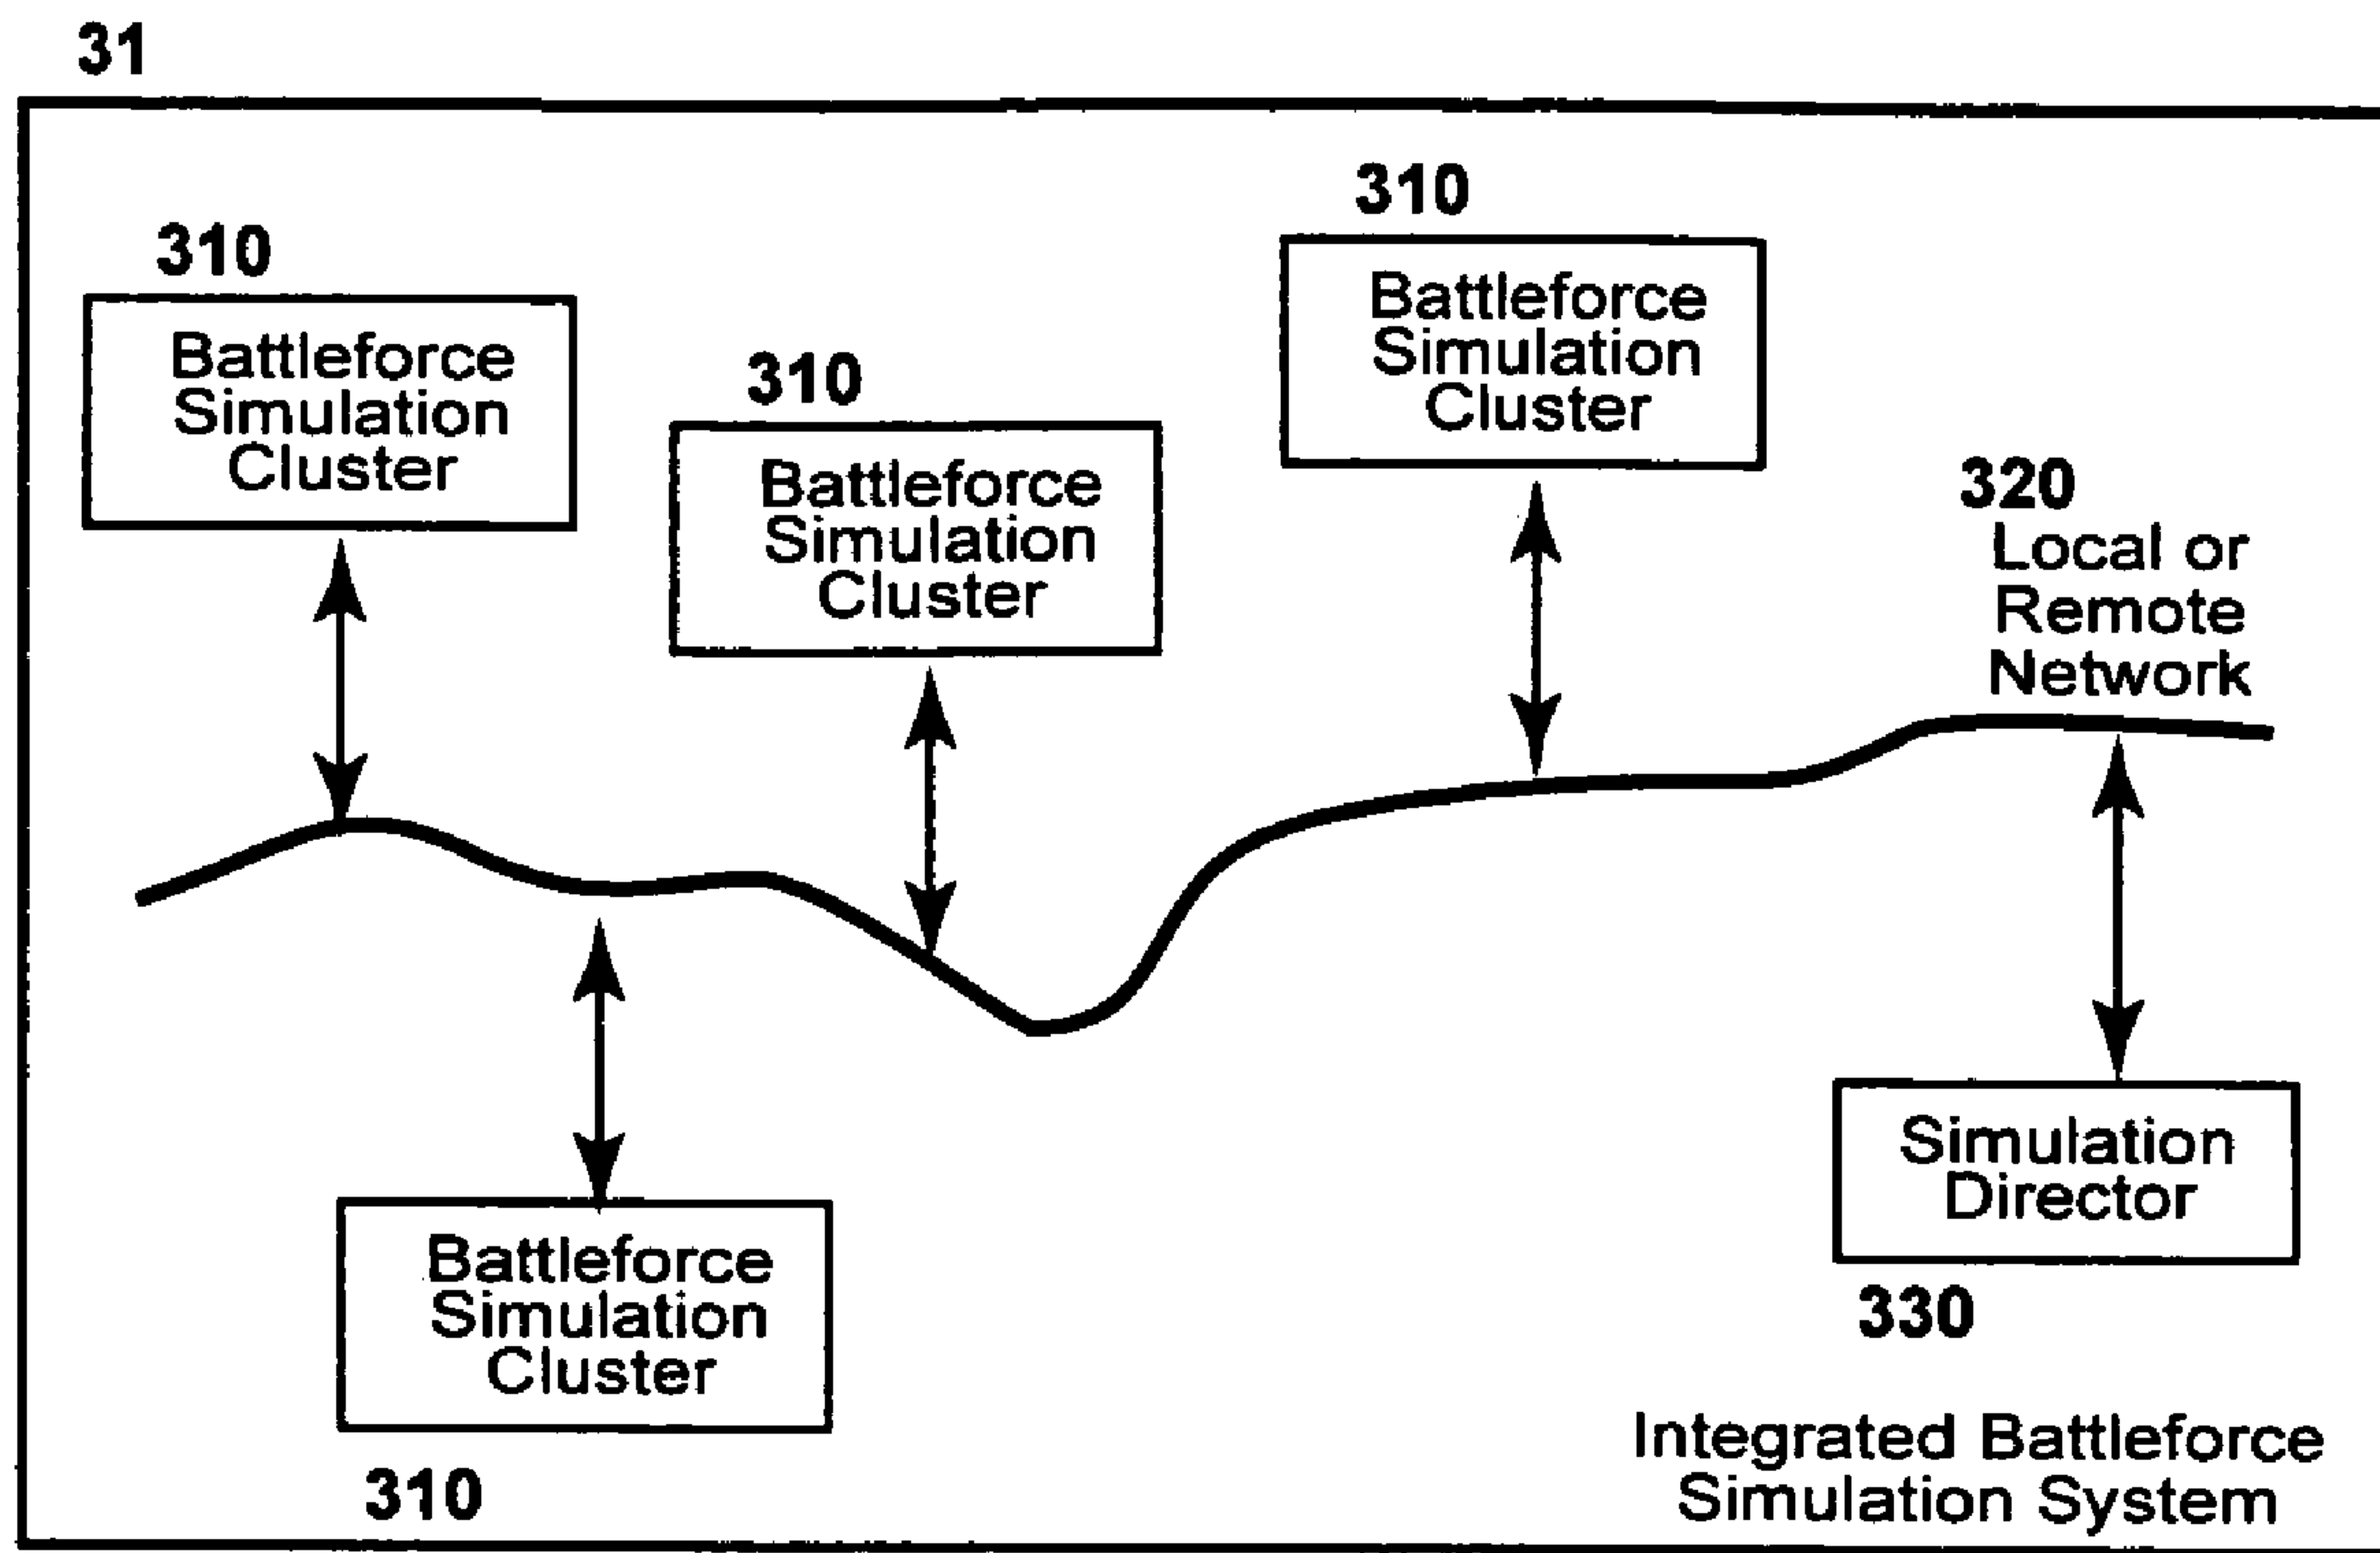 31
310
Battleforce
Simulation
Cluster
310
Battleforce
Simulation
Cluster
310
Battleforce
Simulation
Cluster
320
Local or
Remote
Network
310
Battleforce
Simulation
Cluster
Simulation
Director
330
Integrated Battleforce
Simulation System